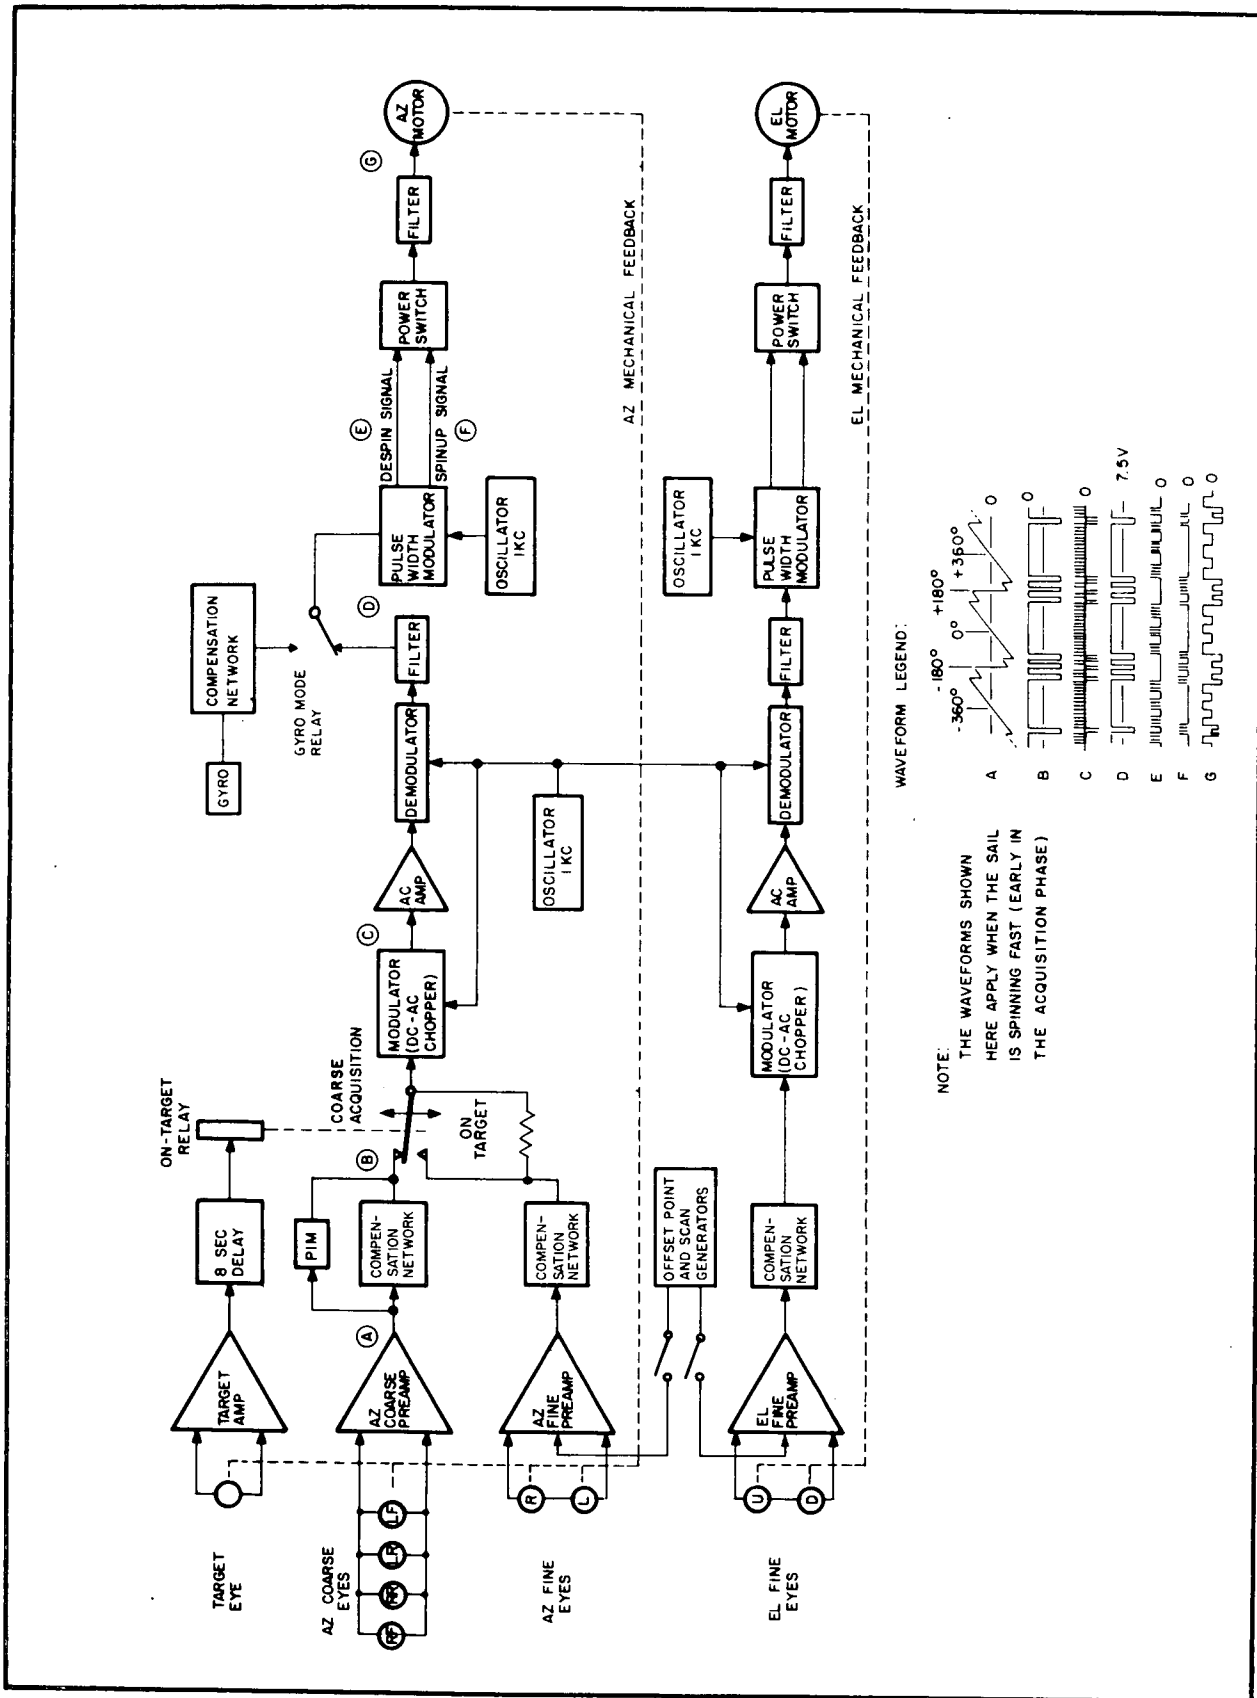 TARGET
EYE
TARGET
AMP
8 SEC
DELAY
ON-TARGET
RELAY
AZ COARSE
EYES
RF
RR
LR
LF
AZ
COARSE
PREAMP
A
PIM
COMPEN-
SATION
NETWORK
B
COARSE
ACQUISITION
ON
TARGET
MODULATOR
(DC-AC
CHOPPER)
C
AC
AMP
DEMODULATOR
FILTER
D
GYRO
COMPENSATION
NETWORK
GYRO MODE
RELAY
PULSE
WIDTH
MODULATOR
OSCILLATOR
1 KC
E
DESPIN SIGNAL
SPINUP SIGNAL
F
POWER
SWITCH
FILTER
G
AZ
MOTOR
AZ FINE
EYES
R
L
AZ
FINE
PREAMP
COMPEN-
SATION
NETWORK
OSCILLATOR
1 KC
AZ MECHANICAL FEEDBACK
OFFSET POINT
AND SCAN
GENERATORS
EL FINE
EYES
U
D
EL
FINE
PREAMP
COMPEN-
SATION
NETWORK
MODULATOR
(DC-AC
CHOPPER)
AC
AMP
DEMODULATOR
FILTER
PULSE
WIDTH
MODULATOR
OSCILLATOR
1 KC
POWER
SWITCH
FILTER
EL
MOTOR
EL MECHANICAL FEEDBACK
NOTE:
THE WAVEFORMS SHOWN
HERE APPLY WHEN THE SAIL
IS SPINNING FAST (EARLY IN
THE ACQUISITION PHASE)
WAVEFORM LEGEND:
-360° -180° 0° +180° +360°
A 0
B 0
C 0
D 7.5V
E 0
F 0
G 0